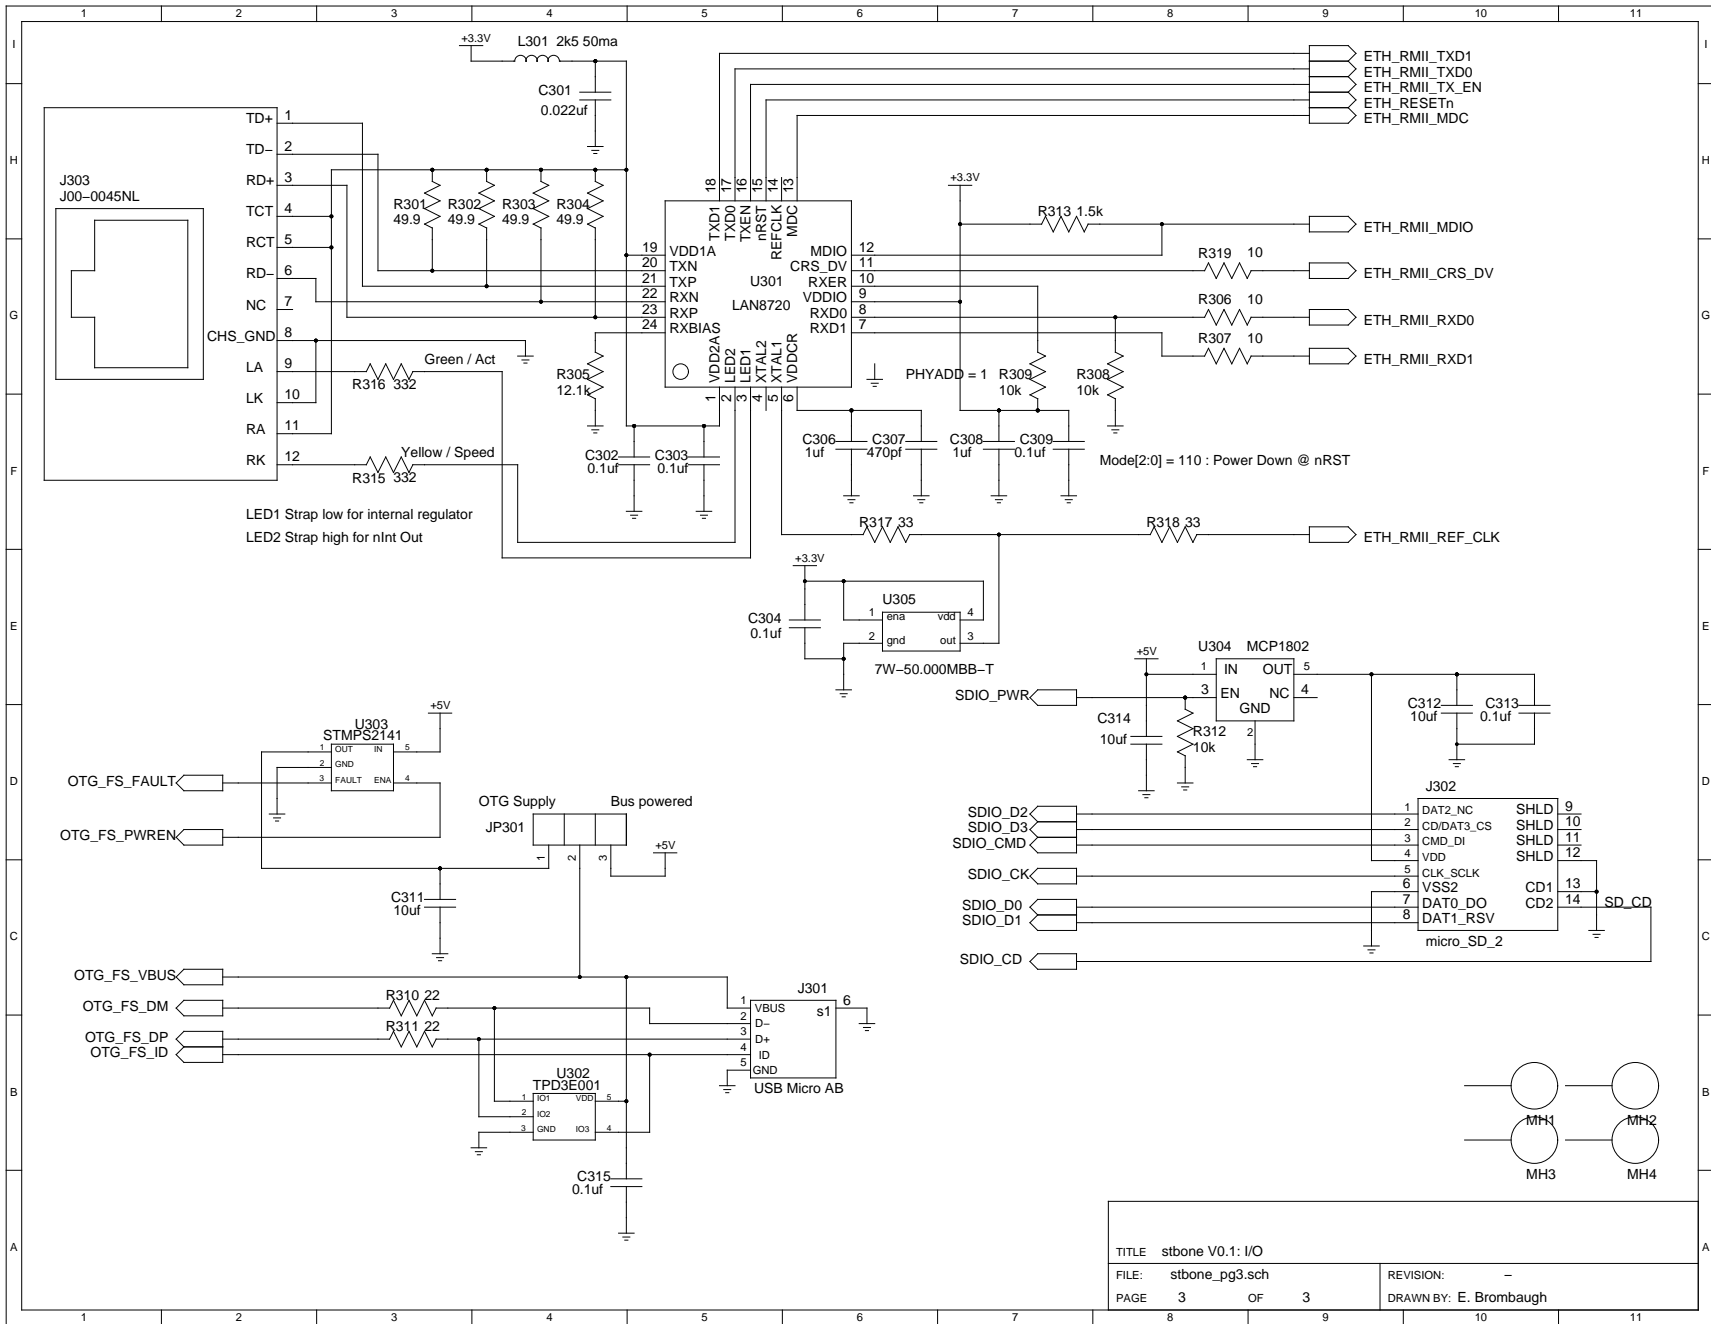 1 2 3 4 5 6 7 8 9 10 11
I I
H H
G G
F F
E E
D D
C C
B B
A A
+3.3V
L301 2k5 50ma
C301
0.022uf
ETH_RMII_TXD1
ETH_RMII_TXD0
ETH_RMII_TX_EN
ETH_RESETn
ETH_RMII_MDC
J303
J00-0045NL
TD+ 1
TD- 2
RD+ 3
TCT 4
RCT 5
RD- 6
NC 7
CHS_GND 8
LA 9
LK 10
RA 11
RK 12
R301 R302 R303 R304
49.9 49.9 49.9 49.9
18 17 16 15 14 13
TXD1 TXD0 TXEN nRST REFCLK MDC
19 VDD1A
20 TXN
21 TXP
22 RXN
23 RXP
24 RXBIAS
U301
LAN8720
MDIO 12
CRS_DV 11
RXER 10
VDDIO 9
RXD0 8
RXD1 7
VDD2A LED2 LED1 XTAL2 XTAL1 VDDCR
1 2 3 4 5 6
+3.3V
R313 1.5k
ETH_RMII_MDIO
R319 10
ETH_RMII_CRS_DV
R306 10
ETH_RMII_RXD0
R307 10
ETH_RMII_RXD1
PHYADD = 1
R309
10k
R308
10k
R305
12.1k
Green / Act
R316 332
Yellow / Speed
R315 332
LED1 Strap low for internal regulator
LED2 Strap high for nInt Out
C302
0.1uf
C303
0.1uf
C306
1uf
C307
470pf
C308
1uf
C309
0.1uf
Mode[2:0] = 110 : Power Down @ nRST
R317 33
R318 33
ETH_RMII_REF_CLK
+3.3V
C304
0.1uf
U305
1 ena vdd 4
2 gnd out 3
7W-50.000MBB-T
+5V
U304 MCP1802
1 IN OUT 5
3 EN NC 4
GND
2
SDIO_PWR
C314
10uf
R312
10k
C312
10uf
C313
0.1uf
U303
STMPS2141
+5V
1 OUT IN 5
2 GND
3 FAULT ENA 4
OTG_FS_FAULT
OTG_FS_PWREN
OTG Supply Bus powered
JP301
1 2 3
+5V
C311
10uf
J302
1 DAT2_NC SHLD 9
2 CD/DAT3_CS SHLD 10
3 CMD_DI SHLD 11
4 VDD SHLD 12
5 CLK_SCLK
6 VSS2 CD1 13
7 DAT0_DO CD2 14
8 DAT1_RSV
micro_SD_2
SD_CD
SDIO_D2
SDIO_D3
SDIO_CMD
SDIO_CK
SDIO_D0
SDIO_D1
SDIO_CD
OTG_FS_VBUS
OTG_FS_DM
OTG_FS_DP
OTG_FS_ID
R310 22
R311 22
J301
1 VBUS s1 6
2 D-
3 D+
4 ID
5 GND
USB Micro AB
U302
TPD3E001
1 IO1 VDD 5
2 IO2
3 GND IO3 4
C315
0.1uf
MH1 MH2
MH3 MH4
TITLE stbone V0.1: I/O
FILE: stbone_pg3.sch REVISION: -
PAGE 3 OF 3 DRAWN BY: E. Brombaugh
1 2 3 4 5 6 7 8 9 10 11